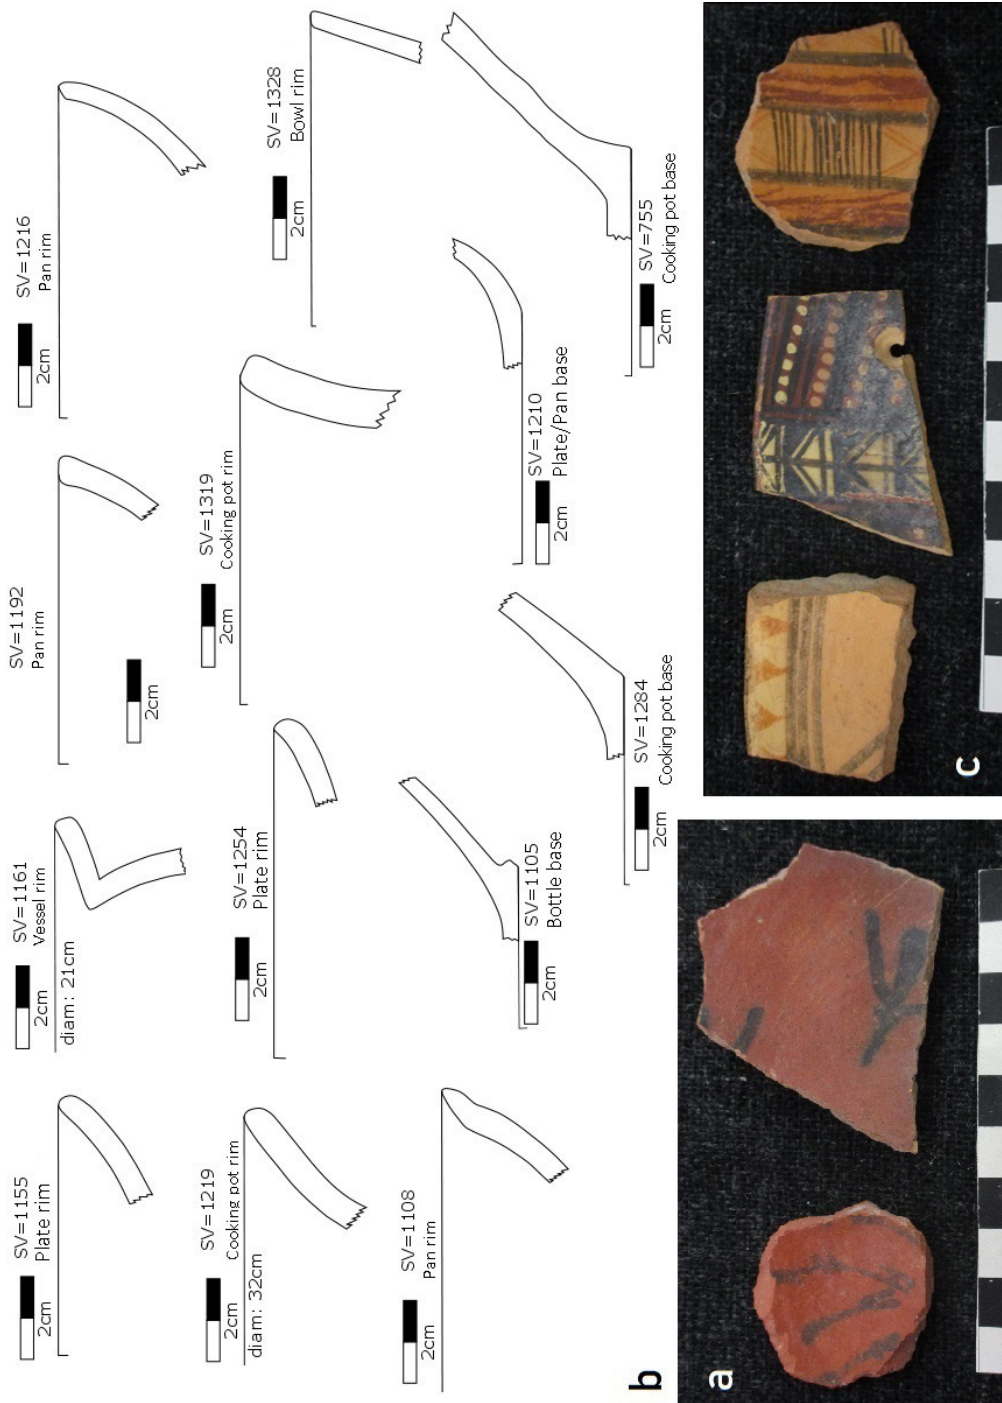 SV=1155
Plate rim
2cm
SV=1161
Vessel rim
2cm
diam: 21cm
SV=1192
Pan rim
2cm
SV=1216
Pan rim
2cm
SV=1219
Cooking pot rim
2cm
diam: 32cm
SV=1254
Plate rim
2cm
SV=1319
Cooking pot rim
2cm
SV=1328
Bowl rim
2cm
SV=1108
Pan rim
2cm
SV=1105
Bottle base
2cm
SV=1284
Cooking pot base
2cm
SV=1210
Plate/Pan base
2cm
SV=755
Cooking pot base
2cm
b
a
c